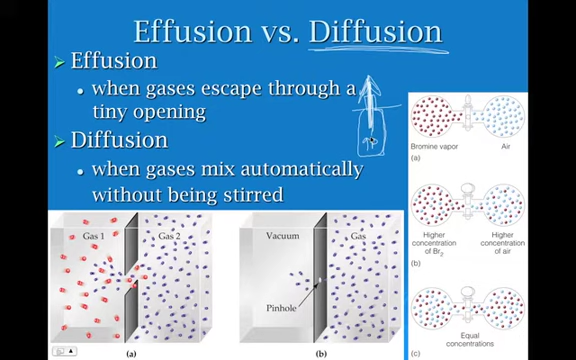 Effusion vs. Diffusion
Effusion
when gases escape through a
tiny opening
Diffusion
when gases mix automatically
without being stirred
Gas 1
Gas 2
(a)
Vacuum
Gas
Pinhole
(b)
Bromine vapor
Air
(a)
Higher
concentration
of Br₂
Higher
concentration
of air
(b)
Equal
concentrations
(c)